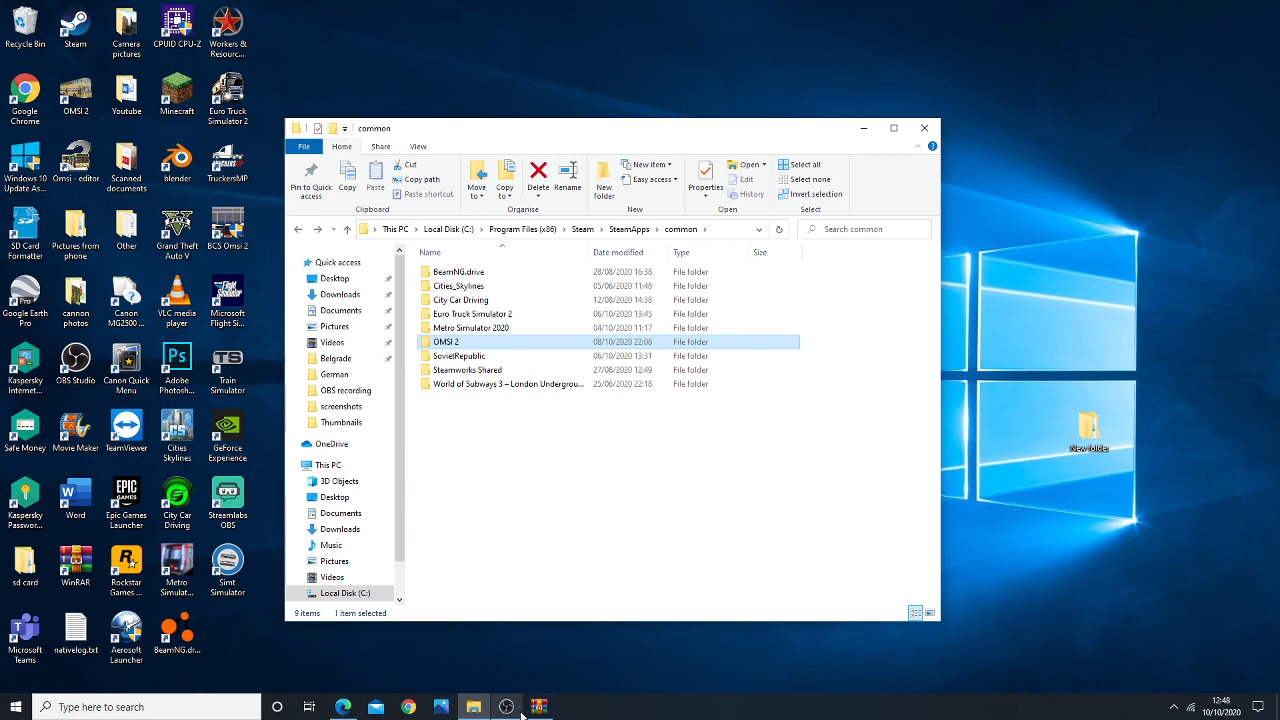 Recycle Bin
Steam
Camera pictures
CPUID CPU-Z
Workers & Resourc...
Google Chrome
OMSI 2
Youtube
Minecraft
Euro Truck Simulator 2
Windows 10 Update As...
Omsi - editor
Scanned documents
blender
TruckersMP
SD Card Formatter
Pictures from phone
Other
Grand Theft Auto V
BCS Omsi 2
Google Earth Pro
cannon photos
Canon MG2500 ...
VLC media player
Microsoft Flight Si...
Kaspersky Internet...
OBS Studio
Canon Quick Menu
Adobe Photosh...
Train Simulator
Safe Money
Movie Maker
TeamViewer
Cities Skylines
GeForce Experience
Kaspersky Passwor...
Word
Epic Games Launcher
City Car Driving
Streamlabs OBS
sd card
WinRAR
Rockstar Games ...
Metro Simulat...
Simt Simulator
Microsoft Teams
nativelog.txt
Aerosoft Launcher
BeamNG.dr...
common
File
Home
Share
View
Pin to Quick access
Copy
Paste
Cut
Copy path
Paste shortcut
Clipboard
Move to
Copy to
Delete
Rename
Organise
New folder
New item
Easy access
New
Properties
Open
Edit
History
Open
Select all
Select none
Invert selection
Select
This PC > Local Disk (C:) > Program Files (x86) > Steam > SteamApps > common >
Search common
Name Date modified Type Size
Quick access
Desktop
Downloads
Documents
Pictures
Videos
Belgrade
German
OBS recording
screenshots
Thumbnails
OneDrive
This PC
3D Objects
Desktop
Documents
Downloads
Music
Pictures
Videos
Local Disk (C:)
BeamNG.drive 28/08/2020 16:38 File folder
Cities_Skylines 05/06/2020 11:48 File folder
City Car Driving 12/08/2020 14:38 File folder
Euro Truck Simulator 2 06/10/2020 13:45 File folder
Metro Simulator 2020 04/10/2020 11:17 File folder
OMSI 2 08/10/2020 22:06 File folder
SovietRepublic 06/10/2020 13:31 File folder
Steamworks Shared 27/08/2020 12:49 File folder
World of Subways 3 – London Undergrou... 25/06/2020 22:18 File folder
9 items 1 item selected
New folder
Type here to search
12:48
10/10/2020